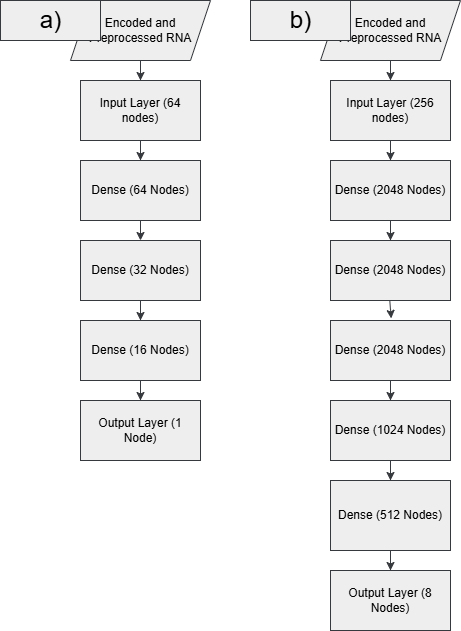 a)
Encoded and
Preprocessed RNA
Input Layer (64
nodes)
Dense (64 Nodes)
Dense (32 Nodes)
Dense (16 Nodes)
Output Layer (1
Node)
b)
Encoded and
Preprocessed RNA
Input Layer (256
nodes)
Dense (2048 Nodes)
Dense (2048 Nodes)
Dense (2048 Nodes)
Dense (1024 Nodes)
Dense (512 Nodes)
Output Layer (8
Nodes)